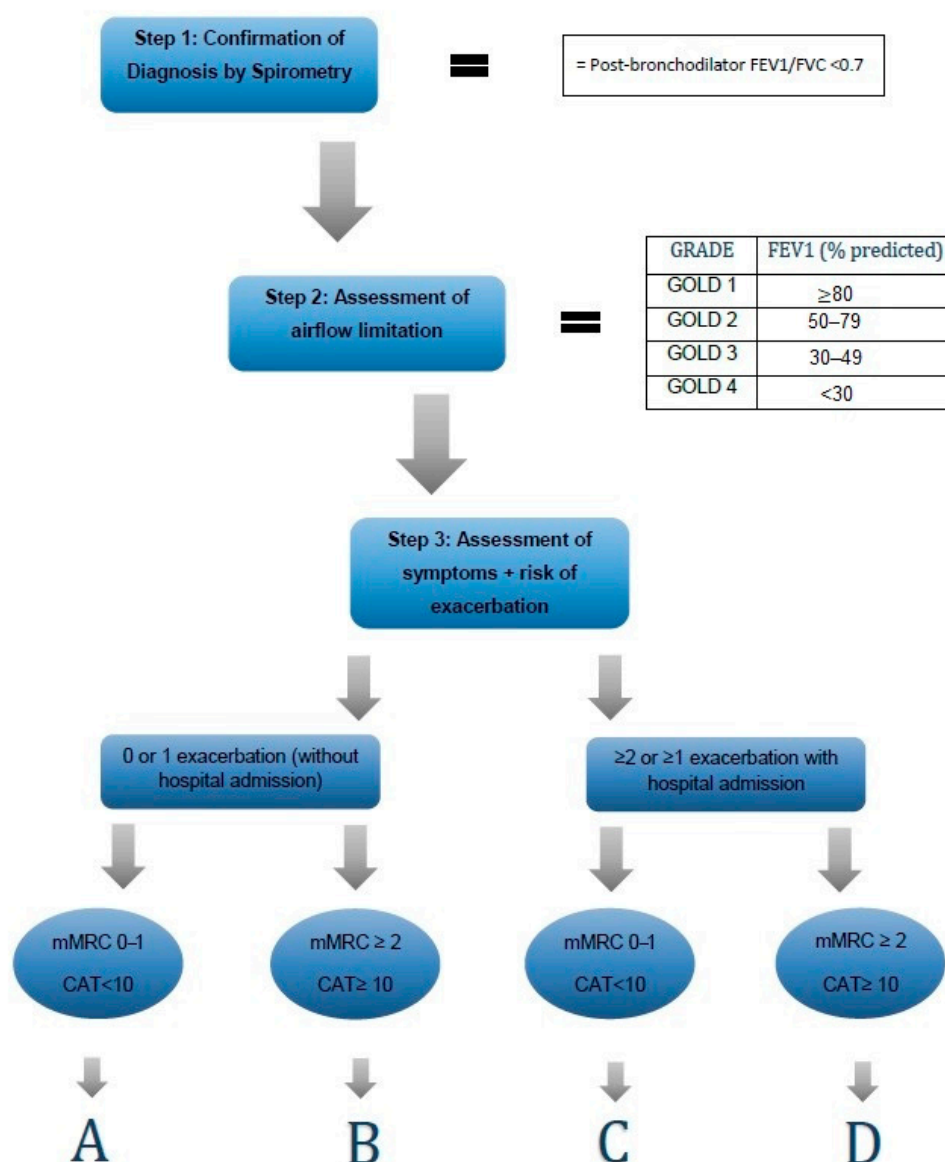 Step 1: Confirmation of
Diagnosis by Spirometry
= Post-bronchodilator FEV1/FVC <0.7
Step 2: Assessment of
airflow limitation
GRADE FEV1 (% predicted)
GOLD 1 ≥80
GOLD 2 50–79
GOLD 3 30–49
GOLD 4 <30
Step 3: Assessment of
symptoms + risk of
exacerbation
0 or 1 exacerbation (without
hospital admission)
≥2 or ≥1 exacerbation with
hospital admission
mMRC 0–1
CAT<10
mMRC ≥ 2
CAT≥ 10
mMRC 0–1
CAT<10
mMRC ≥ 2
CAT≥ 10
A
B
C
D